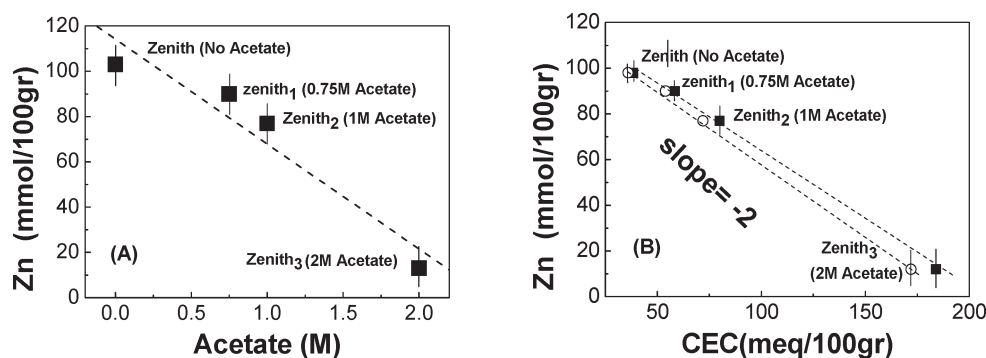 120
100
80
60
40
20
0
Zn (mmol/100gr)
Zenith (No Acetate)
zenith₁ (0.75M Acetate)
Zenith₂ (1M Acetate)
Zenith₃ (2M Acetate)
(A)
0.0 0.5 1.0 1.5 2.0
Acetate (M)
120
100
80
60
40
20
0
Zn (mmol/100gr)
Zenith (No Acetate)
zenith₁ (0.75M Acetate)
Zenith₂ (1M Acetate)
slope= -2
(B)
Zenith₃
(2M Acetate)
50 100 150 200
CEC(meq/100gr)